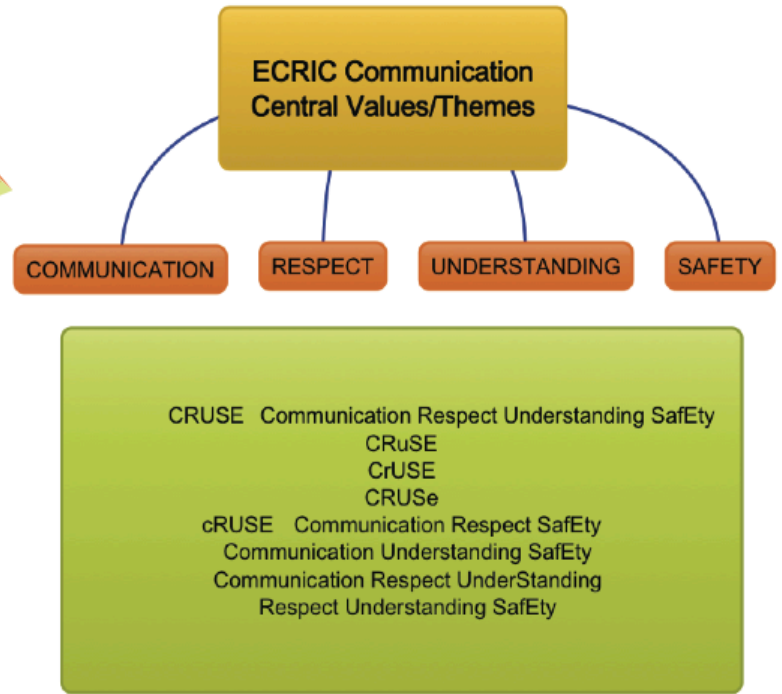 ECRIC Communication
Central Values/Themes
COMMUNICATION
RESPECT
UNDERSTANDING
SAFETY
CRUSE Communication Respect Understanding SafEty
CRuSE
CrUSE
CRUSe
cRUSE Communication Respect SafEty
Communication Understanding SafEty
Communication Respect UnderStanding
Respect Understanding SafEty